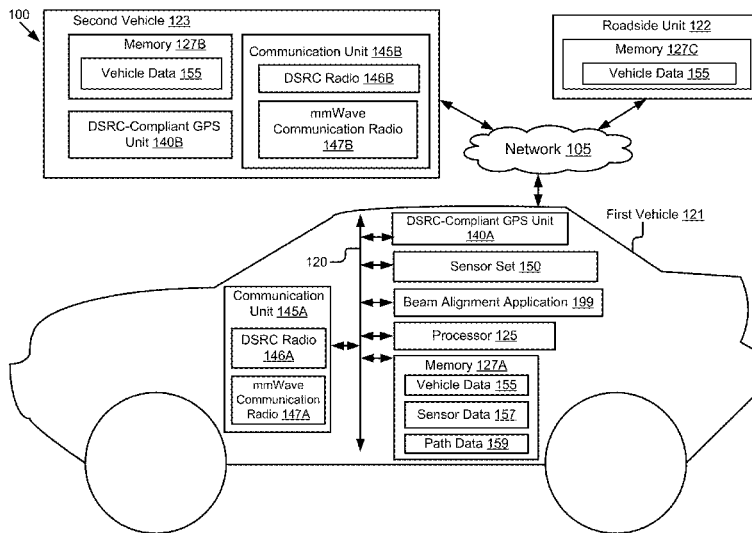 100
Second Vehicle 123
Memory 127B
Vehicle Data 155
DSRC-Compliant GPS
Unit 140B
Communication Unit 145B
DSRC Radio 146B
mmWave
Communication Radio
147B
Roadside Unit 122
Memory 127C
Vehicle Data 155
Network 105
First Vehicle 121
120
DSRC-Compliant GPS Unit
140A
Sensor Set 150
Beam Alignment Application 199
Processor 125
Communication
Unit 145A
DSRC Radio
146A
mmWave
Communication
Radio 147A
Memory 127A
Vehicle Data 155
Sensor Data 157
Path Data 159